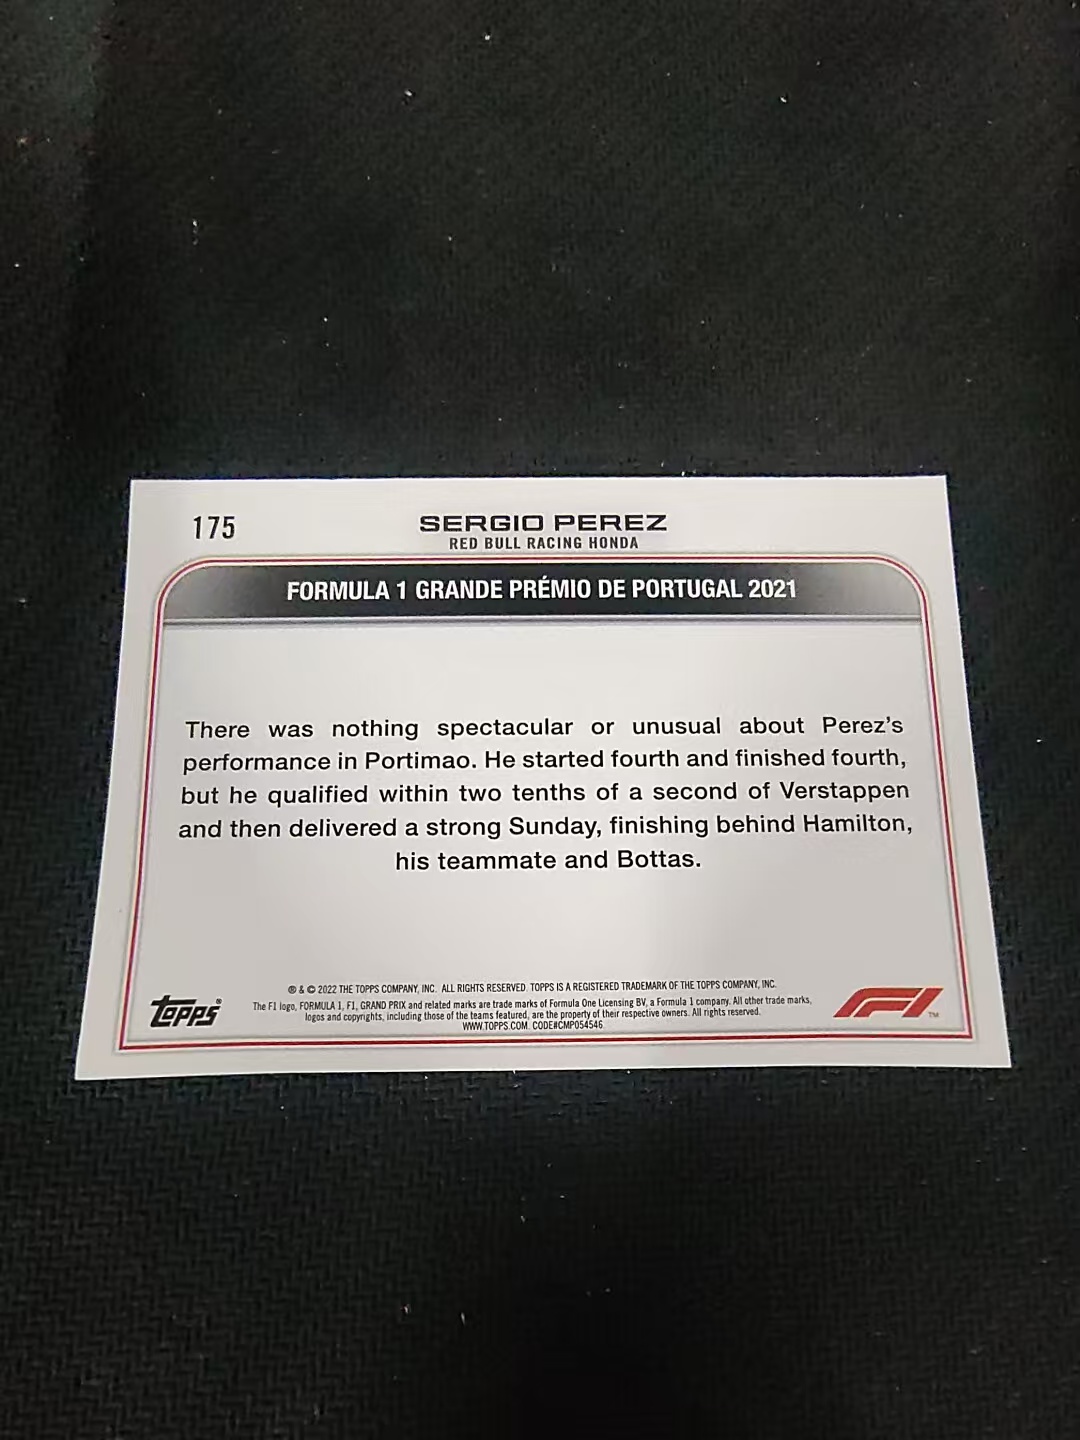 175
SERGIO PEREZ
RED BULL RACING HONDA
FORMULA 1 GRANDE PRÉMIO DE PORTUGAL 2021
There was nothing spectacular or unusual about Perez's
performance in Portimao. He started fourth and finished fourth,
but he qualified within two tenths of a second of Verstappen
and then delivered a strong Sunday, finishing behind Hamilton,
his teammate and Bottas.
® & © 2022 THE TOPPS COMPANY, INC. ALL RIGHTS RESERVED. TOPPS IS A REGISTERED TRADEMARK OF THE TOPPS COMPANY, INC.
The F1 logo, FORMULA 1, F1, GRAND PRIX and related marks are trade marks of Formula One Licensing BV, a Formula 1 company. All other trade marks,
logos and copyrights, including those of the teams featured, are the property of their respective owners. All rights reserved.
WWW.TOPPS.COM. CODE#CMP054546
TOPPS®
F1™